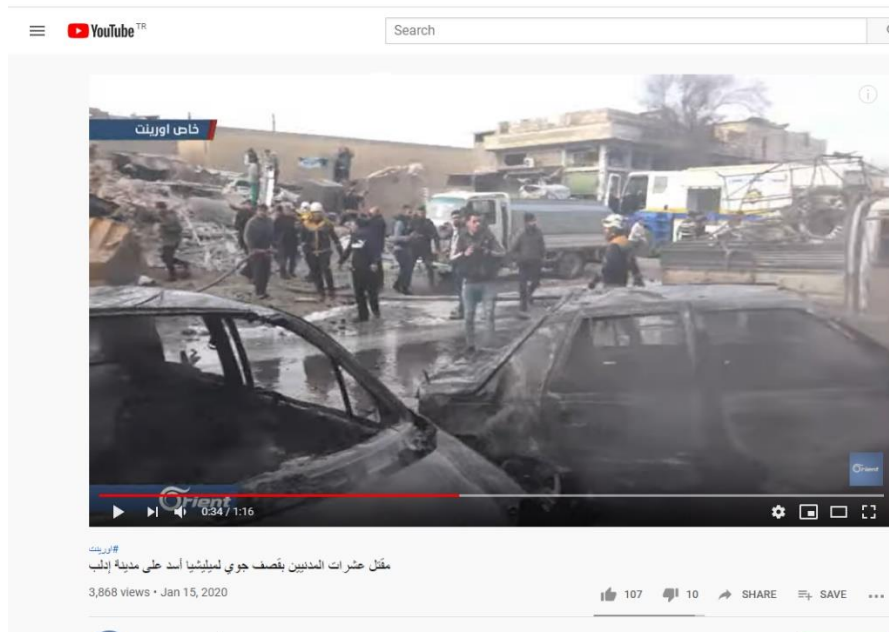 YouTube TR
Search
خاص اورينت
Orient
Orient
0:34 / 1:16
#اورينت
مقتل عشرات المدنيين بقصف جوي لميليشيا أسد على مدينة إدلب
3,868 views • Jan 15, 2020
107
10
SHARE
SAVE